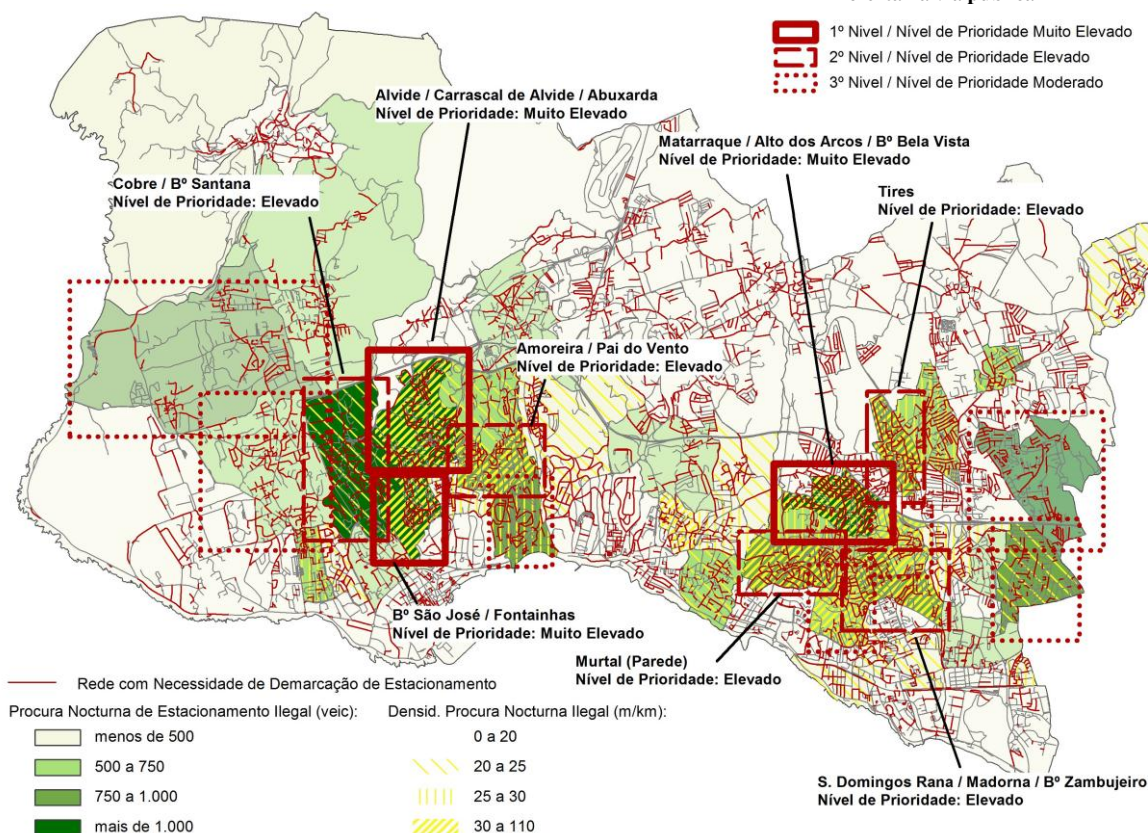 1º Nivel / Nível de Prioridade Muito Elevado
2º Nivel / Nível de Prioridade Elevado
3º Nivel / Nível de Prioridade Moderado
Alvide / Carrascal de Alvide / Abuxarda
Nível de Prioridade: Muito Elevado
Matarraque / Alto dos Arcos / Bº Bela Vista
Nível de Prioridade: Muito Elevado
Cobre / Bº Santana
Nível de Prioridade: Elevado
Tires
Nível de Prioridade: Elevado
Amoreira / Pai do Vento
Nível de Prioridade: Elevado
Bº São José / Fontainhas
Nível de Prioridade: Muito Elevado
Murtal (Parede)
Nível de Prioridade: Elevado
S. Domingos Rana / Madorna / Bº Zambujeiro
Nível de Prioridade: Elevado
Rede com Necessidade de Demarcação de Estacionamento
Procura Nocturna de Estacionamento Ilegal (veic):
menos de 500
500 a 750
750 a 1.000
mais de 1.000
Densid. Procura Nocturna Ilegal (m/km):
0 a 20
20 a 25
25 a 30
30 a 110